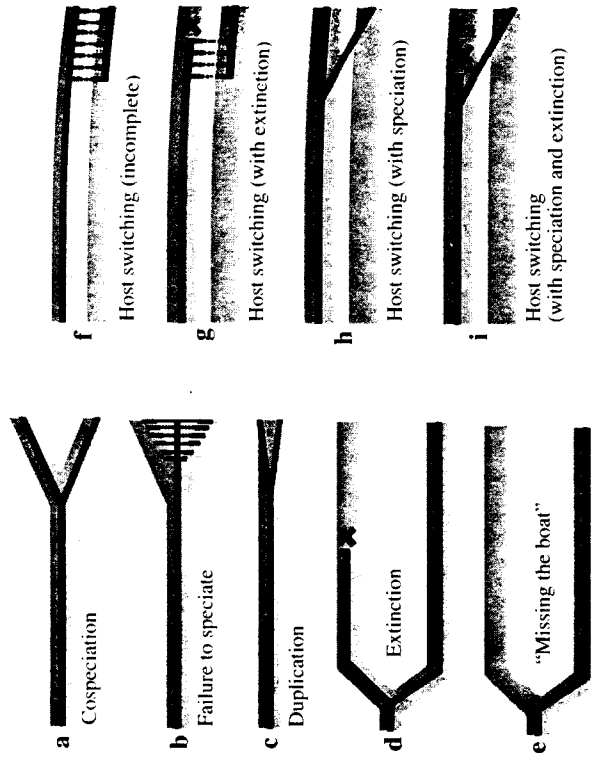 a
Cospeciation
b
Failure to speciate
c
Duplication
d
Extinction
e
"Missing the boat"
f
Host switching (incomplete)
g
Host switching (with extinction)
h
Host switching (with speciation)
i
Host switching
(with speciation and extinction)